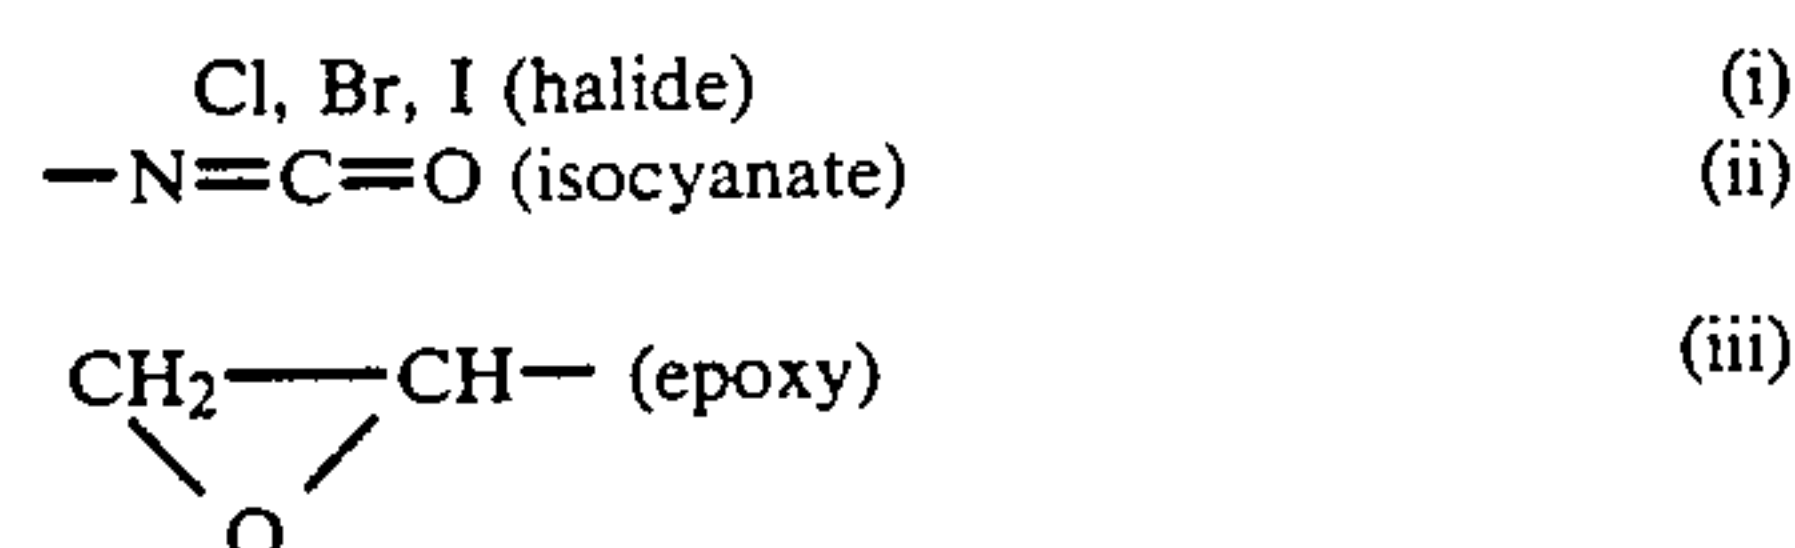 Cl, Br, I (halide) (i)
—N=C=O (isocyanate) (ii)
CH₂—CH— (epoxy) (iii)
O